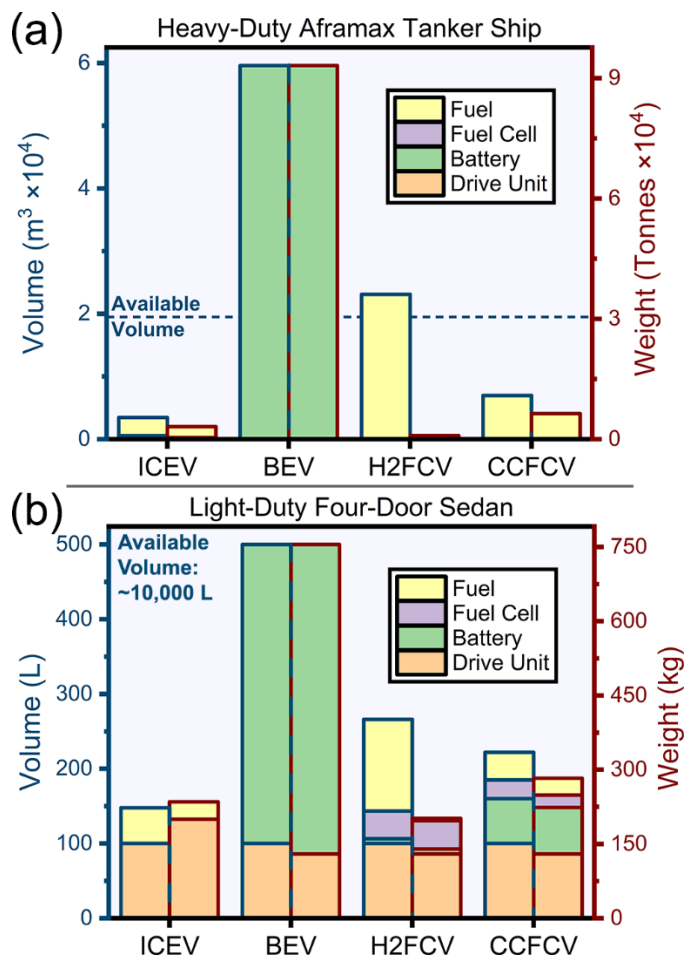 (a)
Heavy-Duty Aframax Tanker Ship
Volume (m³ ×10⁴)
6
4
2
0
Available
Volume
Fuel
Fuel Cell
Battery
Drive Unit
9
9
3
0
Weight (Tonnes ×10⁴)
ICEV
BEV
H2FCV
CCFCV
(b)
Light-Duty Four-Door Sedan
Volume (L)
500
400
300
200
100
0
Available
Volume:
~10,000 L
Fuel
Fuel Cell
Battery
Drive Unit
750
600
450
300
150
0
Weight (kg)
ICEV
BEV
H2FCV
CCFCV